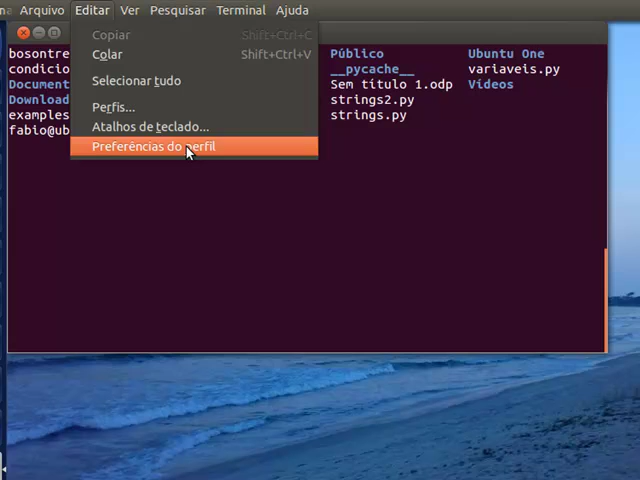 na Arquivo Editar Ver Pesquisar Terminal Ajuda
Copiar Shift+Ctrl+C
Colar Shift+Ctrl+V
Selecionar tudo
Perfis...
Atalhos de teclado...
Preferências do perfil
bosontre Público Ubuntu One
condicio __pycache__ variaveis.py
Document Sem título 1.odp Vídeos
Download strings2.py
examples strings.py
fabio@ub